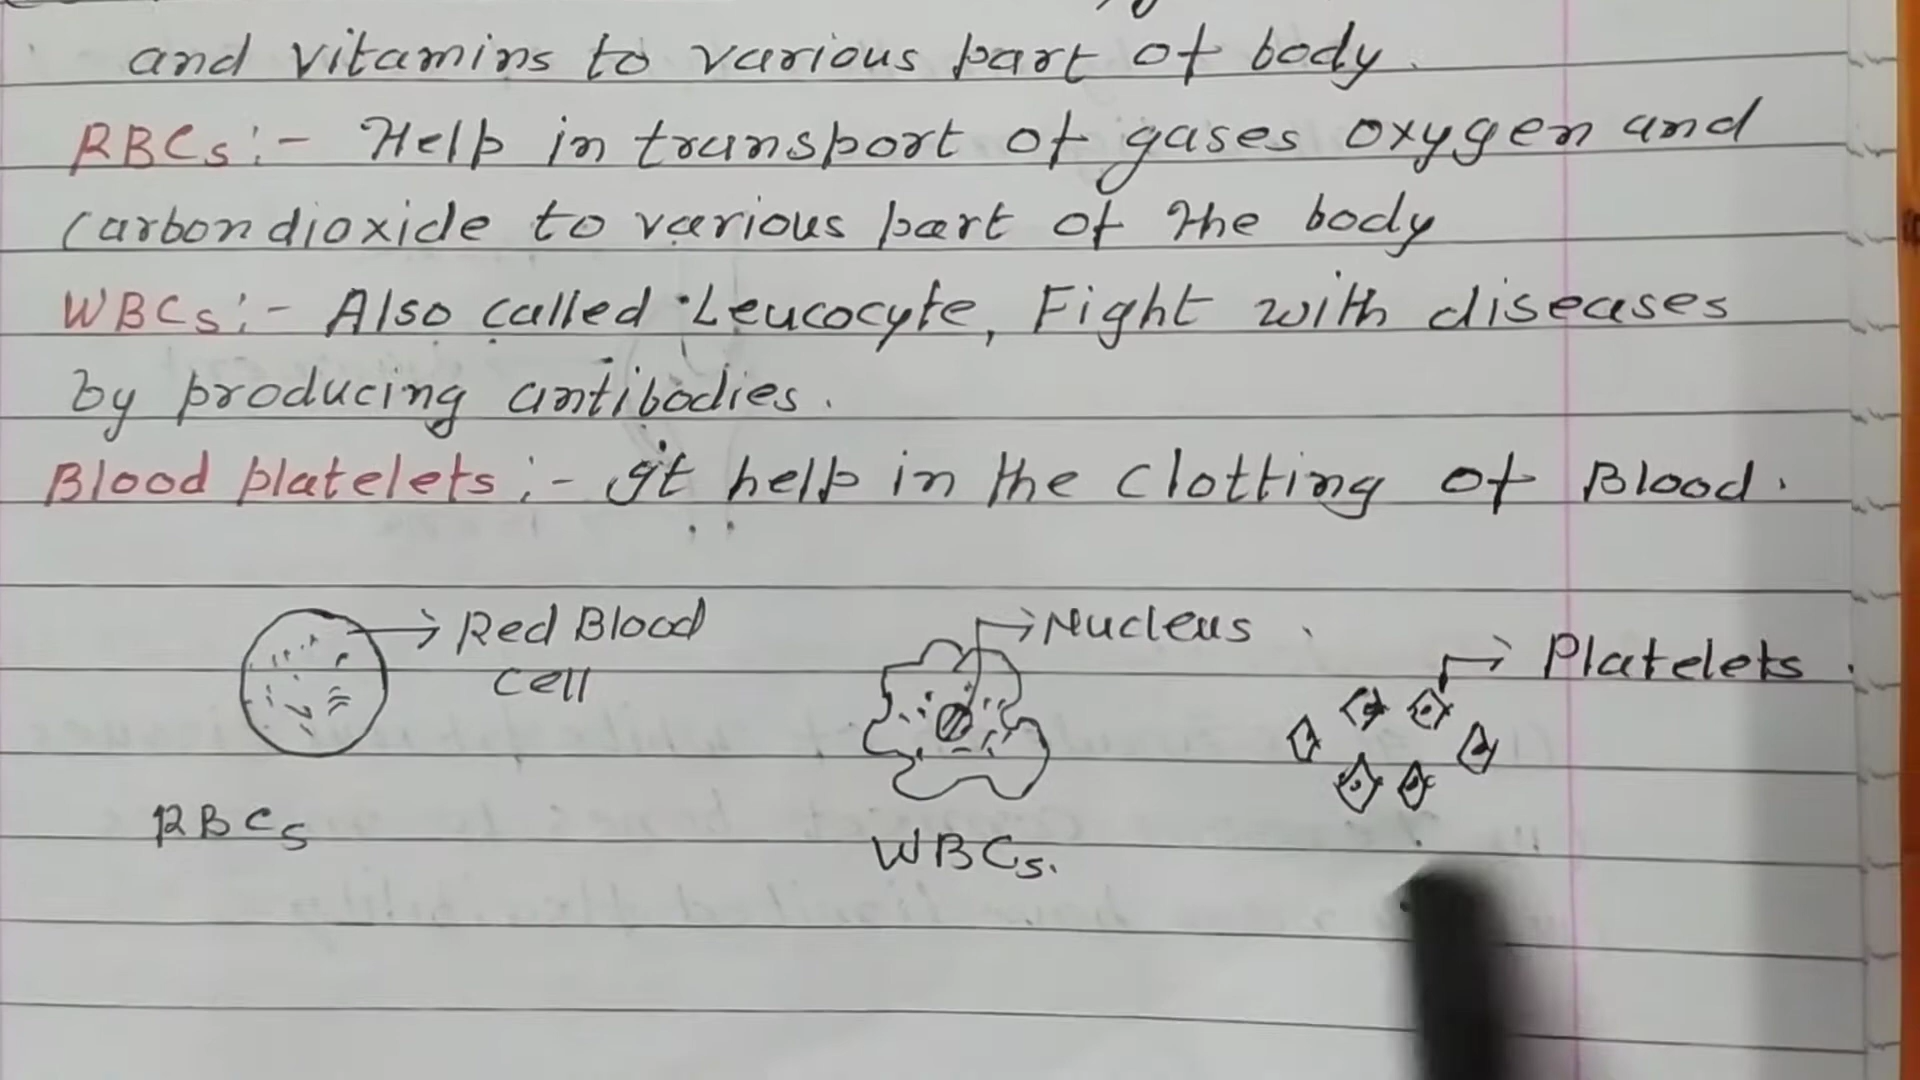 and vitamins to various part of body.
RBCs:- Help in transport of gases oxygen and
carbondioxide to various part of the body
WBCs:- Also called Leucocyte, Fight with diseases
by producing antibodies.
Blood platelets:- It help in the clotting of Blood.
Red Blood
cell
Nucleus
Platelets
RBCs
WBCs.